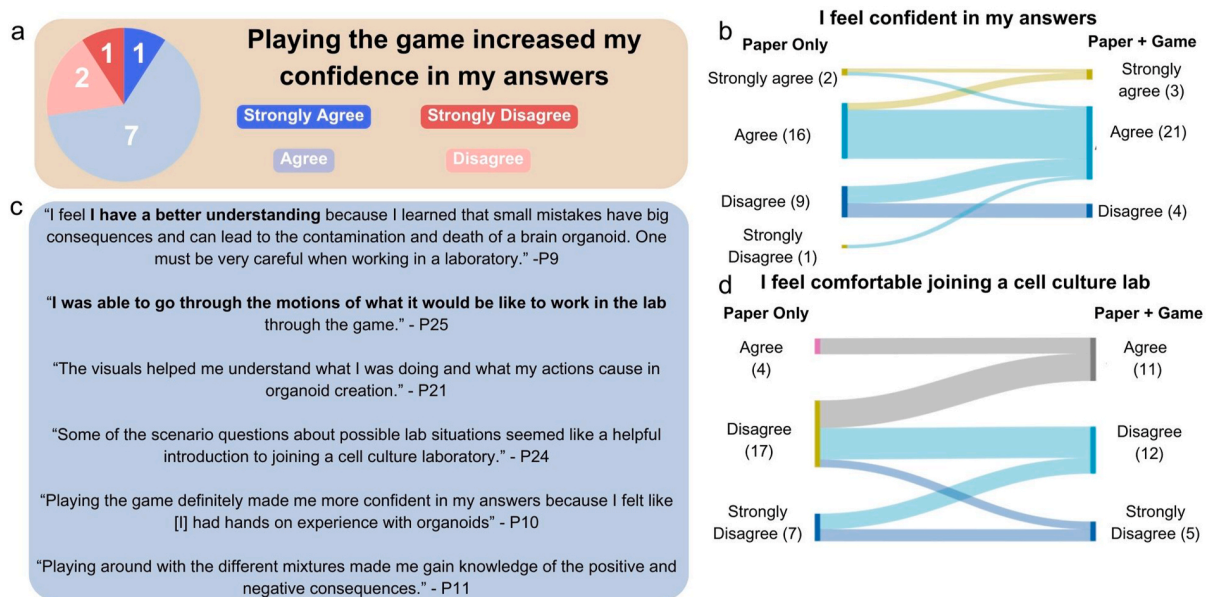 a
1
1
2
7
Playing the game increased my
confidence in my answers
Strongly Agree
Strongly Disagree
Agree
Disagree
b
I feel confident in my answers
Paper Only
Paper + Game
Strongly agree (2)
Agree (16)
Disagree (9)
Strongly
Disagree (1)
Strongly
agree (3)
Agree (21)
Disagree (4)
c
“I feel I have a better understanding because I learned that small mistakes have big
consequences and can lead to the contamination and death of a brain organoid. One
must be very careful when working in a laboratory.” -P9
“I was able to go through the motions of what it would be like to work in the lab
through the game.” - P25
“The visuals helped me understand what I was doing and what my actions cause in
organoid creation.” - P21
“Some of the scenario questions about possible lab situations seemed like a helpful
introduction to joining a cell culture laboratory.” - P24
“Playing the game definitely made me more confident in my answers because I felt like
[I] had hands on experience with organoids” - P10
“Playing around with the different mixtures made me gain knowledge of the positive and
negative consequences.” - P11
d
I feel comfortable joining a cell culture lab
Paper Only
Paper + Game
Agree
(4)
Disagree
(17)
Strongly
Disagree (7)
Agree
(11)
Disagree
(12)
Strongly
Disagree (5)